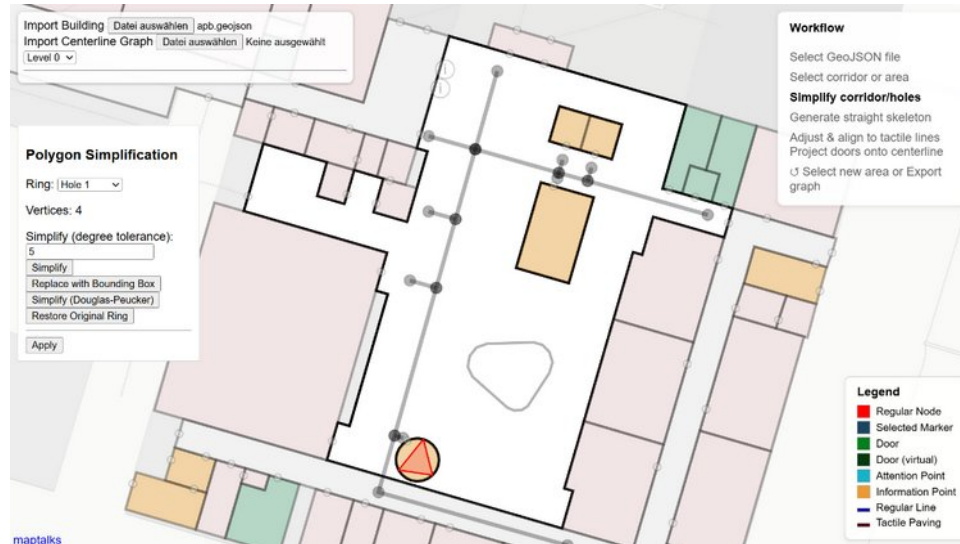 Import Building Datei auswählen apb.geojson
Import Centerline Graph Datei auswählen Keine ausgewählt
Level 0
Polygon Simplification
Ring: Hole 1
Vertices: 4
Simplify (degree tolerance):
5
Simplify
Replace with Bounding Box
Simplify (Douglas-Peucker)
Restore Original Ring
Apply
Workflow
Select GeoJSON file
Select corridor or area
Simplify corridor/holes
Generate straight skeleton
Adjust & align to tactile lines
Project doors onto centerline
↺ Select new area or Export
graph
Legend
Regular Node
Selected Marker
Door
Door (virtual)
Attention Point
Information Point
Regular Line
Tactile Paving
maptalks